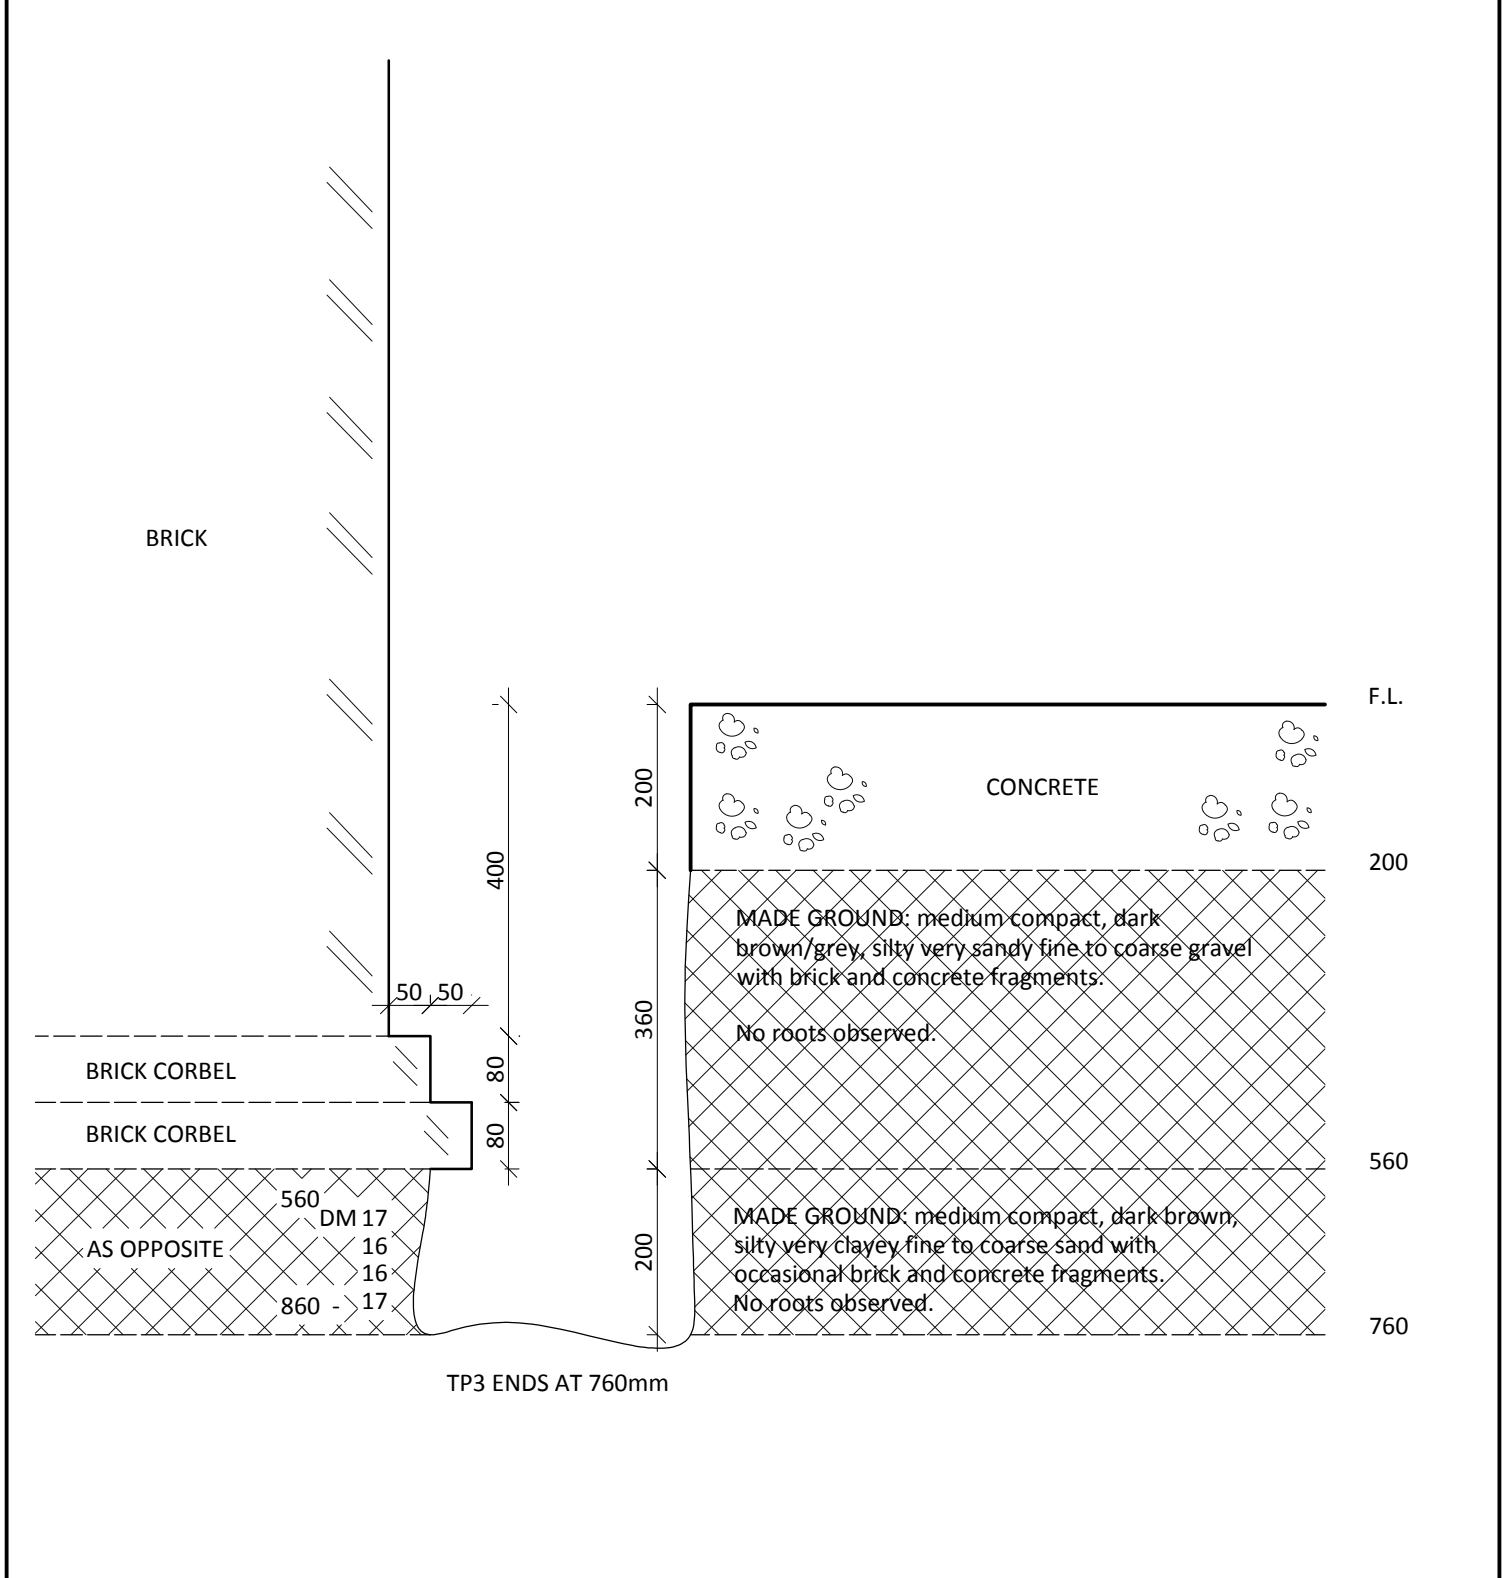 BRICK
F.L.
200
CONCRETE
200
400
MADE GROUND: medium compact, dark
brown/grey, silty very sandy fine to coarse gravel
with brick and concrete fragments.
No roots observed.
50 50
360
BRICK CORBEL
80
BRICK CORBEL
80
560
560
DM 17
16
16
860 - 17
AS OPPOSITE
200
MADE GROUND: medium compact, dark brown,
silty very clayey fine to coarse sand with
occasional brick and concrete fragments.
No roots observed.
760
TP3 ENDS AT 760mm